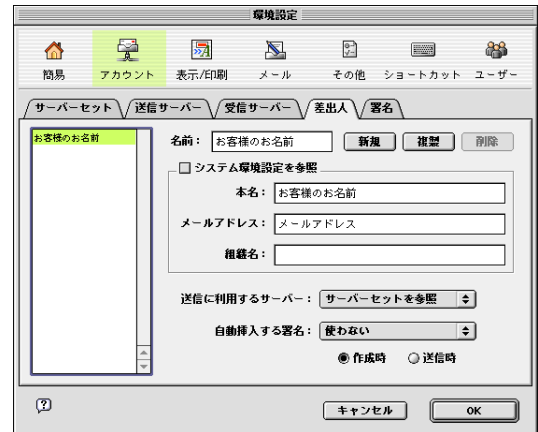 環境設定
簡易 アカウント 表示/印刷 メール その他 ショートカット ユーザー
サーバーセット 送信サーバー 受信サーバー 差出人 署名
お客様のお名前
名前： お客様のお名前 新規 複製 削除
システム環境設定を参照
本名： お客様のお名前
メールアドレス： メールアドレス
組織名：
送信に利用するサーバー： サーバーセットを参照
自動挿入する署名： 使わない
作成時 送信時
? キャンセル OK